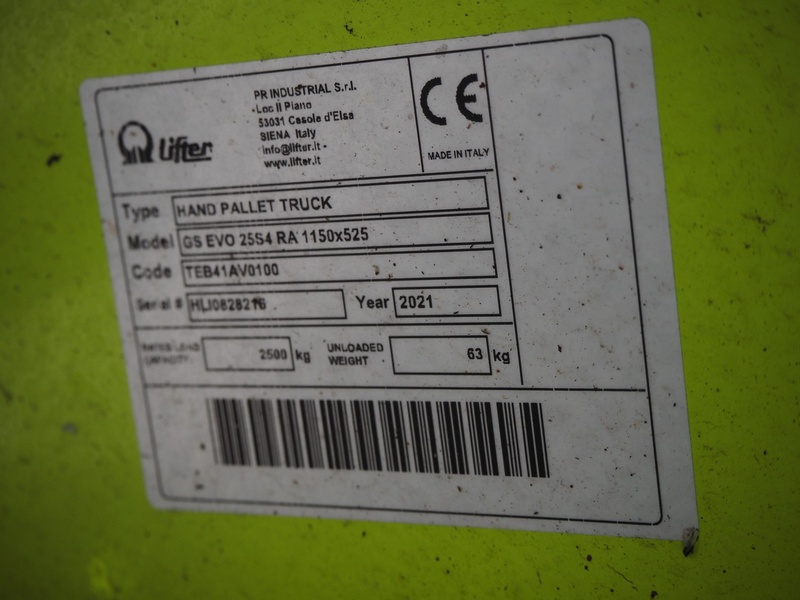 lifter
PR INDUSTRIAL S.r.l.
Loc Il Piano
53031 Casole d'Elsa
SIENA Italy
info@lifter.it -
www.lifter.it
CE
MADE IN ITALY
Type HAND PALLET TRUCK
Model GS EVO 25S4 RA 1150x525
Code TEB41AV0100
Serial # HLI0828216
Year 2021
RATED LOAD
CAPACITY
2500 kg
UNLOADED
WEIGHT
63 kg